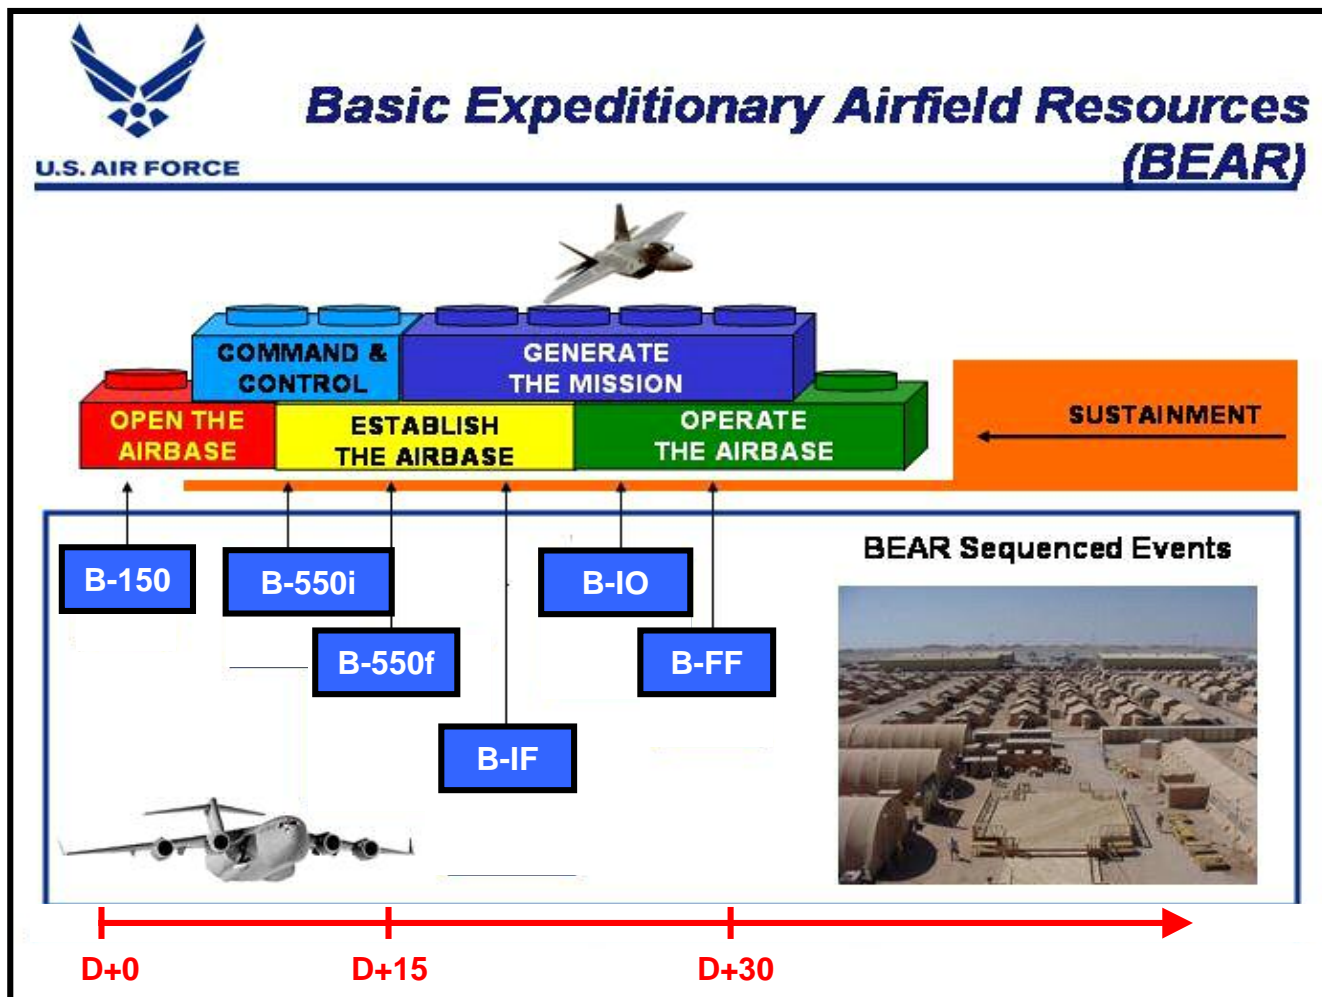 Basic Expeditionary Airfield Resources
(BEAR)
U.S. AIR FORCE
COMMAND &
CONTROL
GENERATE
THE MISSION
OPEN THE
AIRBASE
ESTABLISH
THE AIRBASE
OPERATE
THE AIRBASE
SUSTAINMENT
BEAR Sequenced Events
B-150
B-550i
B-IO
B-550f
B-FF
B-IF
D+0
D+15
D+30